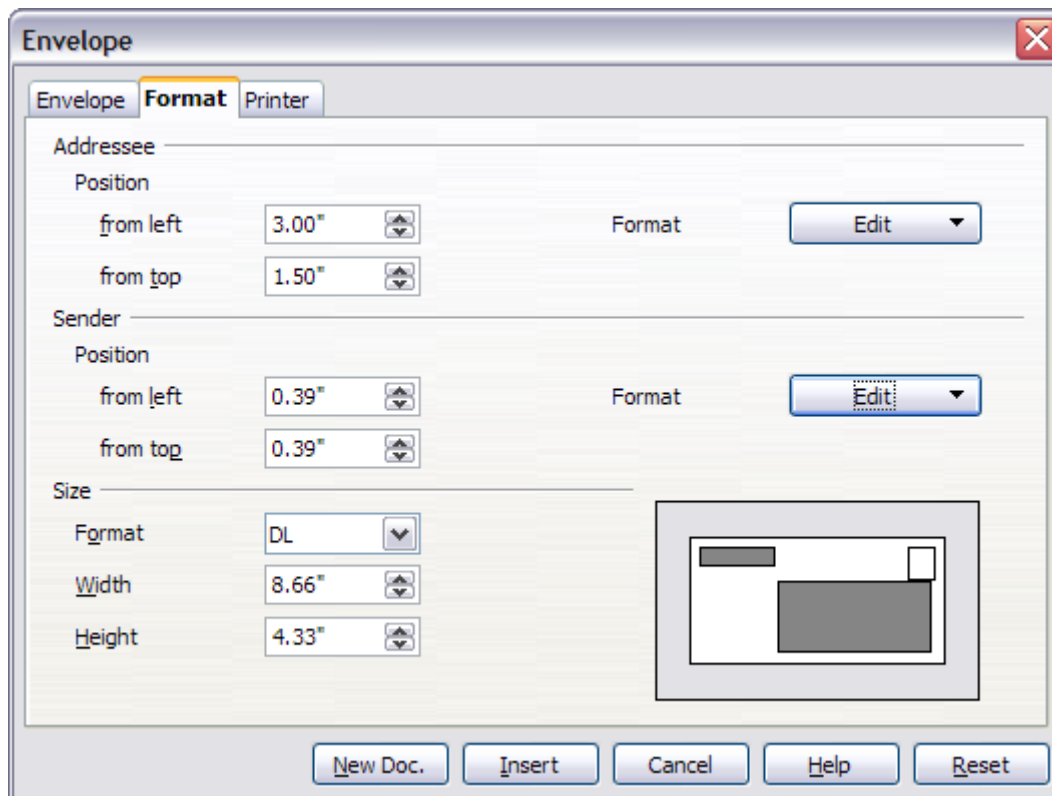 Envelope
Envelope Format Printer
Addressee
Position
from left 3.00" Format Edit
from top 1.50"
Sender
Position
from left 0.39" Format Edit
from top 0.39"
Size
Format DL
Width 8.66"
Height 4.33"
New Doc. Insert Cancel Help Reset